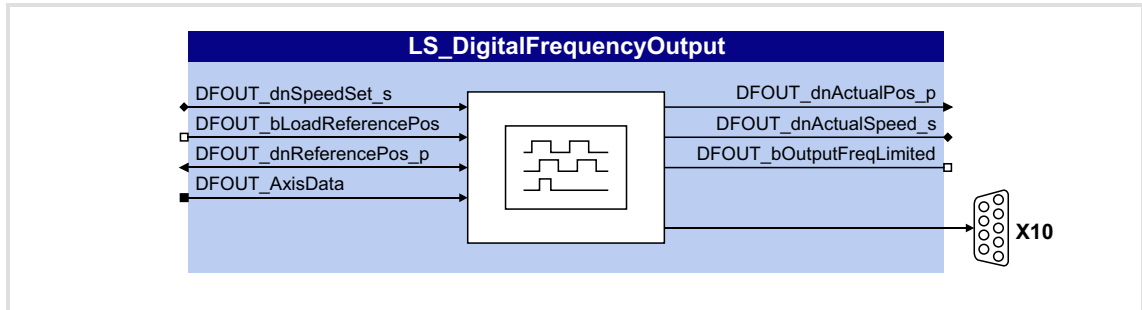 LS_DigitalFrequencyOutput
DFOUT_dnSpeedSet_s
DFOUT_bLoadReferencePos
DFOUT_dnReferencePos_p
DFOUT_AxisData
DFOUT_dnActualPos_p
DFOUT_dnActualSpeed_s
DFOUT_bOutputFreqLimited
X10